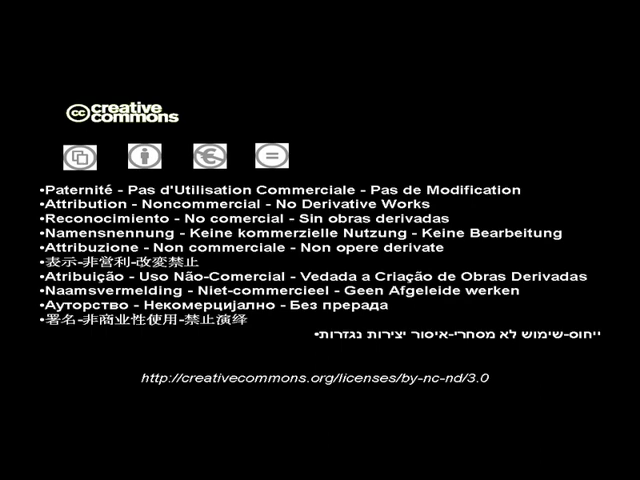 cc creative commons
•Paternité - Pas d'Utilisation Commerciale - Pas de Modification
•Attribution - Noncommercial - No Derivative Works
•Reconocimiento - No comercial - Sin obras derivadas
•Namensnennung - Keine kommerzielle Nutzung - Keine Bearbeitung
•Attribuzione - Non commerciale - Non opere derivate
•表示-非営利-改変禁止
•Atribuição - Uso Não-Comercial - Vedada a Criação de Obras Derivadas
•Naamsvermelding - Niet-commercieel - Geen Afgeleide werken
•Ауторство - Некомерцијално - Без прерада
•署名-非商业性使用-禁止演绎
•ייחוס-שימוש לא מסחרי-איסור יצירות נגזרות
http://creativecommons.org/licenses/by-nc-nd/3.0